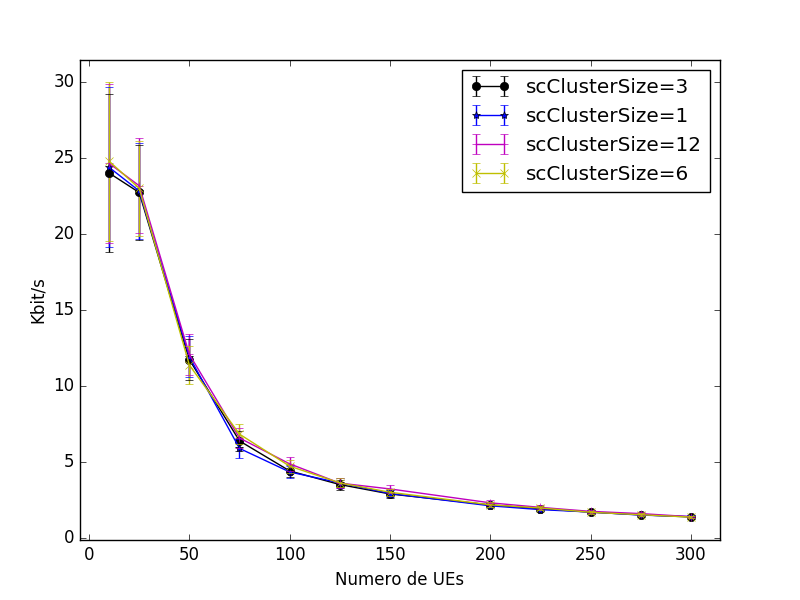 scClusterSize=3
scClusterSize=1
scClusterSize=12
scClusterSize=6
30
25
20
15
10
5
0
Kbit/s
0 50 100 150 200 250 300
Numero de UEs